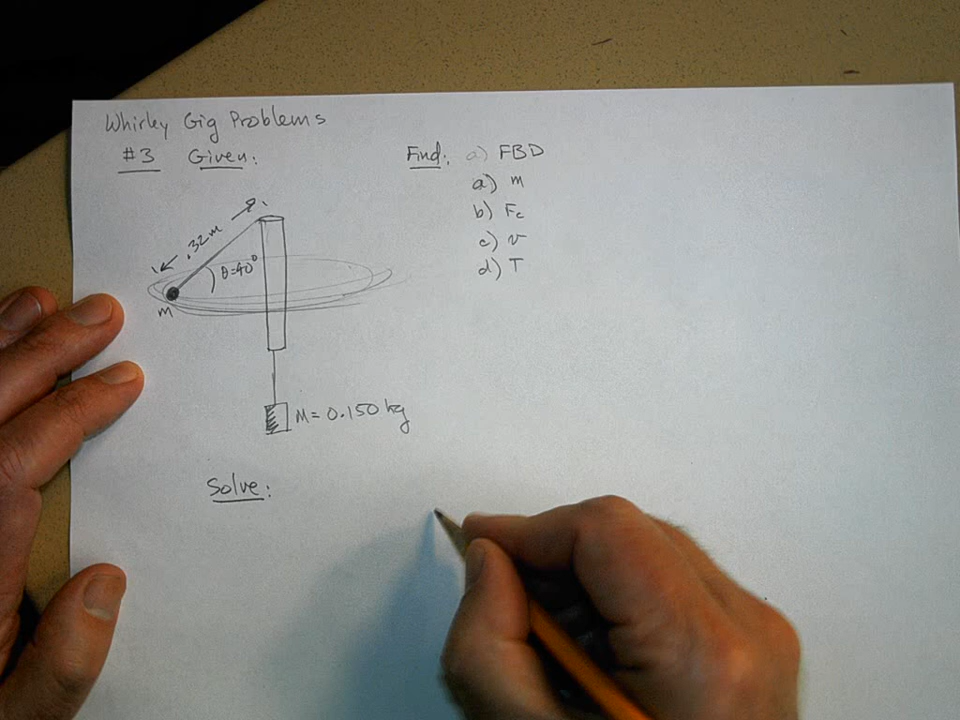 Whirley Gig Problems
#3 Given:
.32m
θ=40°
m
M= 0.150 kg
Find: a) FBD
a) m
b) Fc
c) v
d) T
Solve: